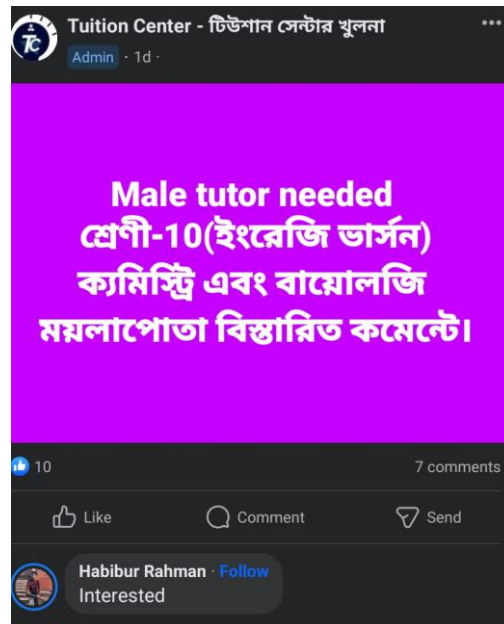 Tuition Center - টিউশান সেন্টার খুলনা
Admin · 1d ·
Male tutor needed
শ্রেণী-10(ইংরেজি ভার্সন)
ক্যমিস্ট্রি এবং বায়োলজি
ময়লাপোতা বিস্তারিত কমেন্টে।
10
7 comments
Like
Comment
Send
Habibur Rahman · Follow
Interested